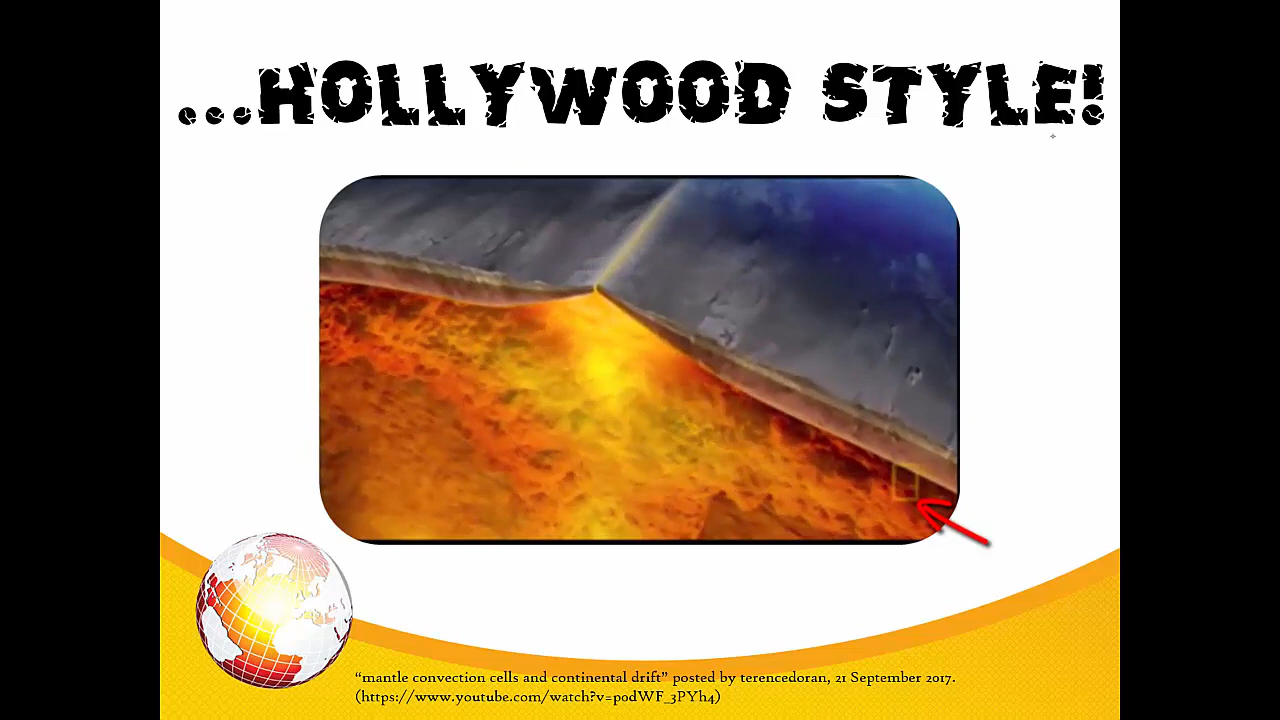 ...HOLLYWOOD STYLE!
“mantle convection cells and continental drift” posted by terencedoran, 21 September 2017.
(https://www.youtube.com/watch?v=p0dWF_3PYh4)